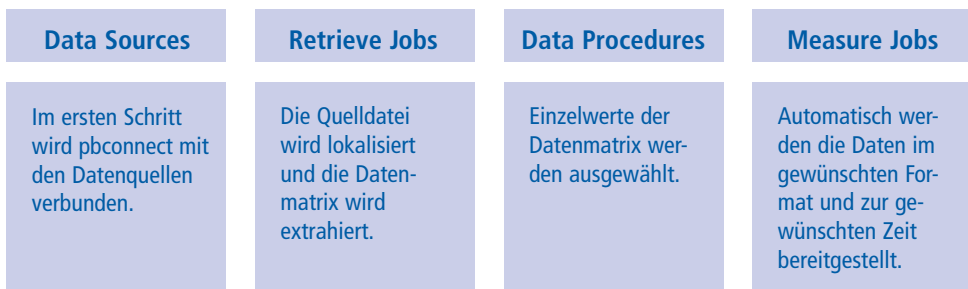 Data Sources
Im ersten Schritt
wird pbconnect mit
den Datenquellen
verbunden.
Retrieve Jobs
Die Quelldatei
wird lokalisiert
und die Daten-
matrix wird
extrahiert.
Data Procedures
Einzelwerte der
Datenmatrix wer-
den ausgewählt.
Measure Jobs
Automatisch wer-
den die Daten im
gewünschten For-
mat und zur ge-
wünschten Zeit
bereitgestellt.